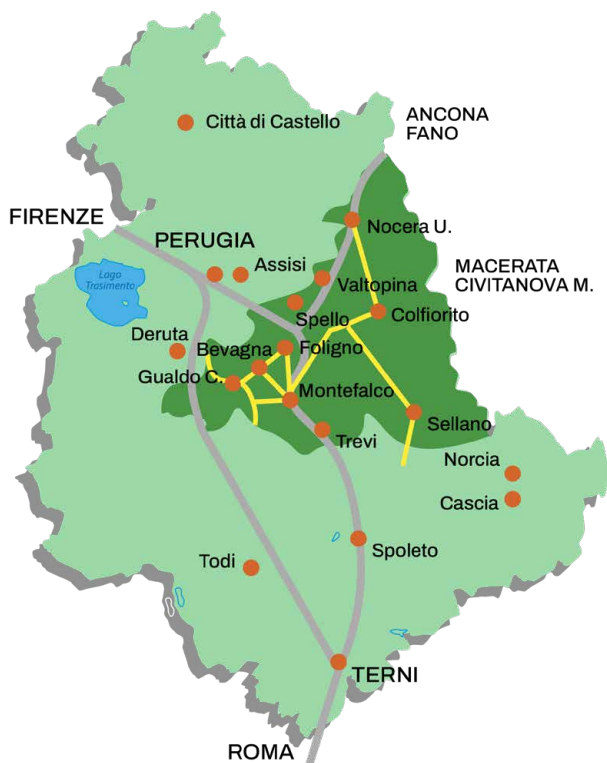 Città di Castello
ANCONA
FANO
FIRENZE
PERUGIA
Nocera U.
Assisi
Lago
Trasimento
Valtopina
MACERATA
CIVITANOVA M.
Spello
Colfiorito
Deruta
Bevagna
Foligno
Gualdo C.
Montefalco
Sellano
Trevi
Norcia
Cascia
Spoleto
Todi
TERNI
ROMA